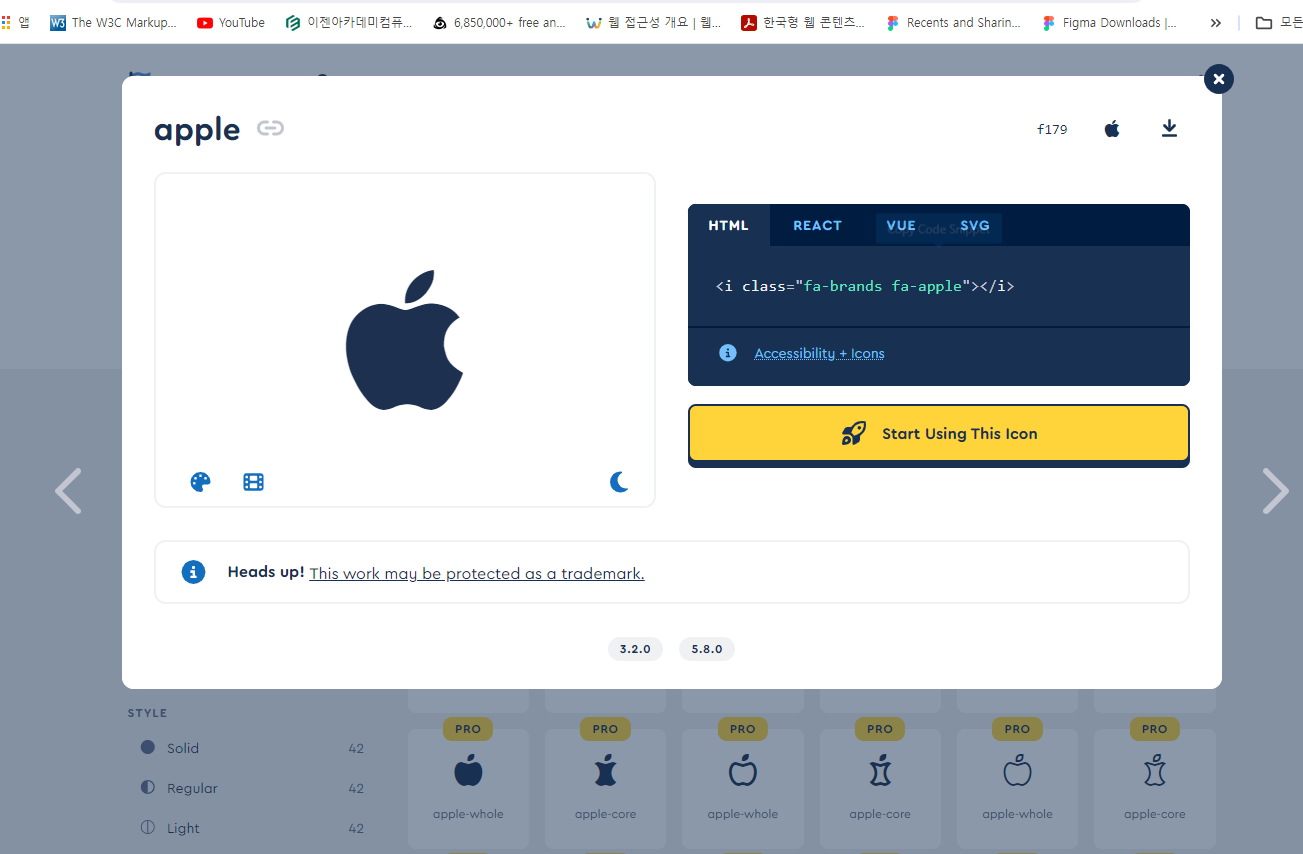 앱 The W3C Markup... YouTube 이젠아카데미컴퓨... 6,850,000+ free an... 웹 접근성 개요 | 웹... 한국형 웹 콘텐츠... Recents and Sharin... Figma Downloads |... » 모든
apple f179
HTML REACT VUE SVG
Copy Code Snippet
<i class="fa-brands fa-apple"></i>
Accessibility + Icons
Start Using This Icon
Heads up! This work may be protected as a trademark.
3.2.0 5.8.0
STYLE
PRO PRO PRO PRO PRO PRO
Solid 42
Regular 42
apple-whole apple-core apple-whole apple-core apple-whole apple-core
Light 42